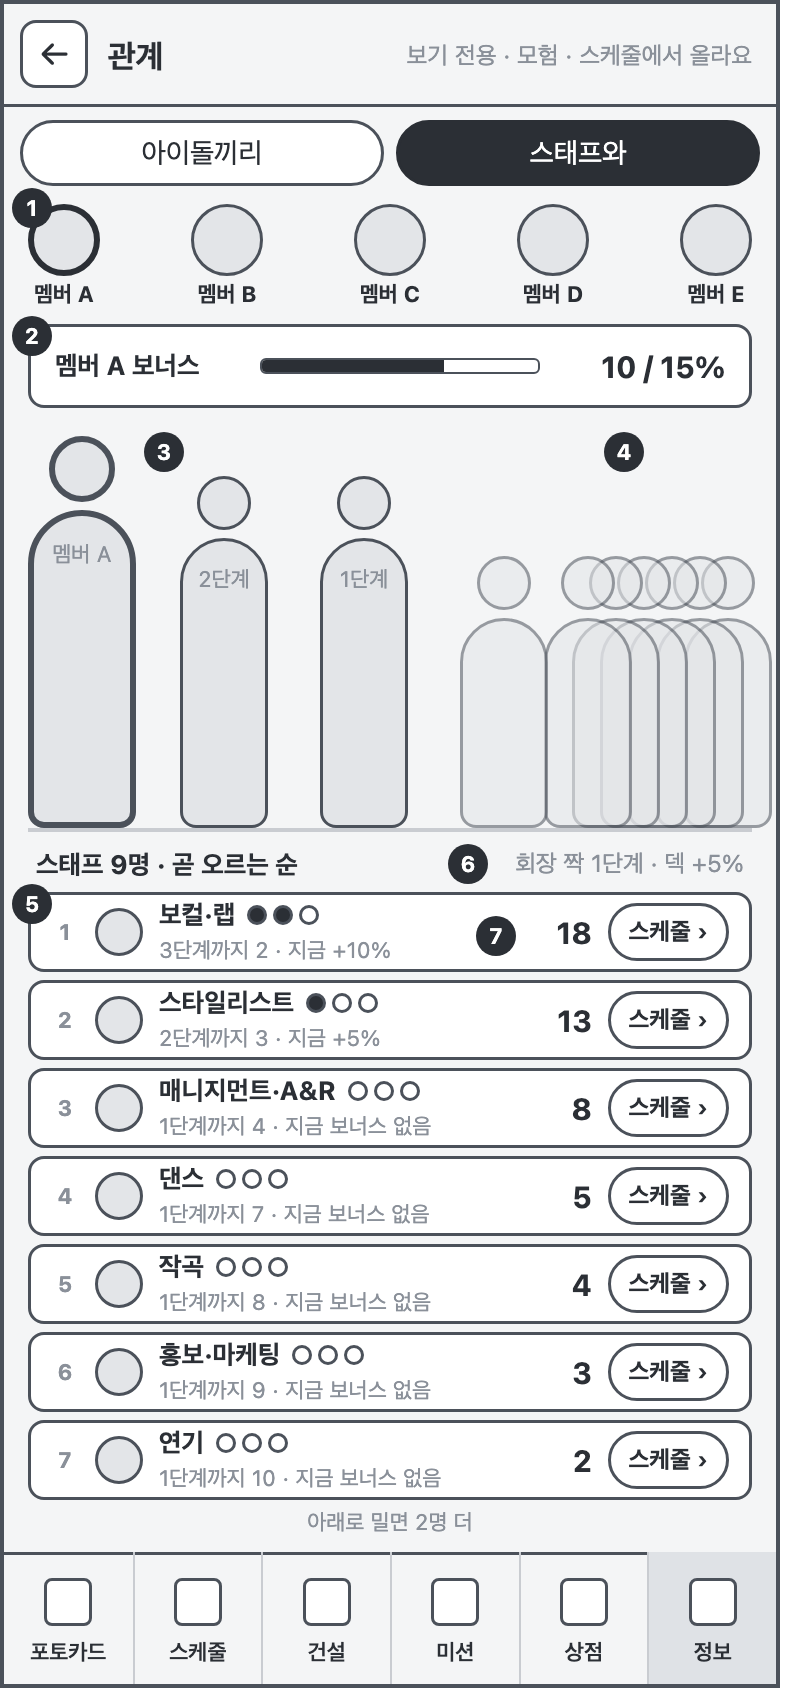 관계
보기 전용 · 모험 · 스케줄에서 올라요
아이돌끼리
스태프와
1
멤버 A
멤버 B
멤버 C
멤버 D
멤버 E
2
멤버 A 보너스
10 / 15%
3
4
멤버 A
2단계
1단계
스태프 9명 · 곧 오르는 순
6
회장 짝 1단계 · 덱 +5%
5
1
보컬·랩
3단계까지 2 · 지금 +10%
7
18
스케줄 ›
2
스타일리스트
2단계까지 3 · 지금 +5%
13
스케줄 ›
3
매니지먼트·A&R
1단계까지 4 · 지금 보너스 없음
8
스케줄 ›
4
댄스
1단계까지 7 · 지금 보너스 없음
5
스케줄 ›
5
작곡
1단계까지 8 · 지금 보너스 없음
4
스케줄 ›
6
홍보·마케팅
1단계까지 9 · 지금 보너스 없음
3
스케줄 ›
7
연기
1단계까지 10 · 지금 보너스 없음
2
스케줄 ›
아래로 밀면 2명 더
포토카드
스케줄
건설
미션
상점
정보